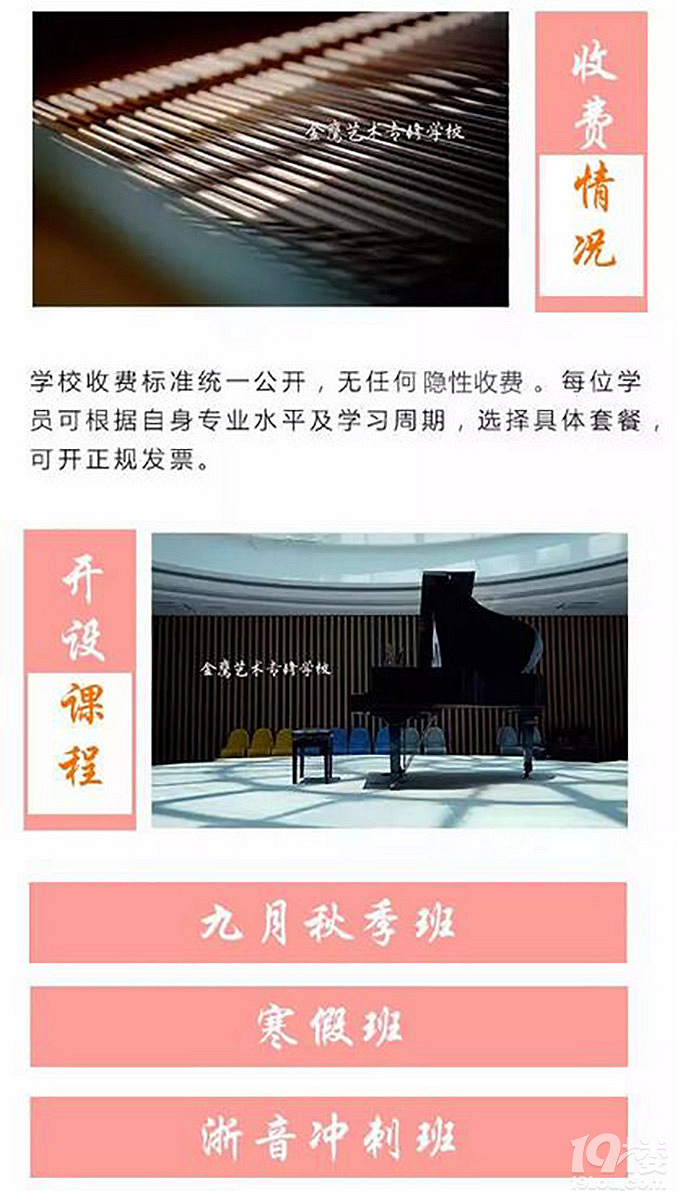 金鹰艺术专修学校
收费
情况
学校收费标准统一公开，无任何隐性收费。每位学
员可根据自身专业水平及学习周期，选择具体套餐，
可开正规发票。
开设
课程
金鹰艺术专修学校
九月秋季班
寒假班
浙音冲刺班
19楼
19lou.com